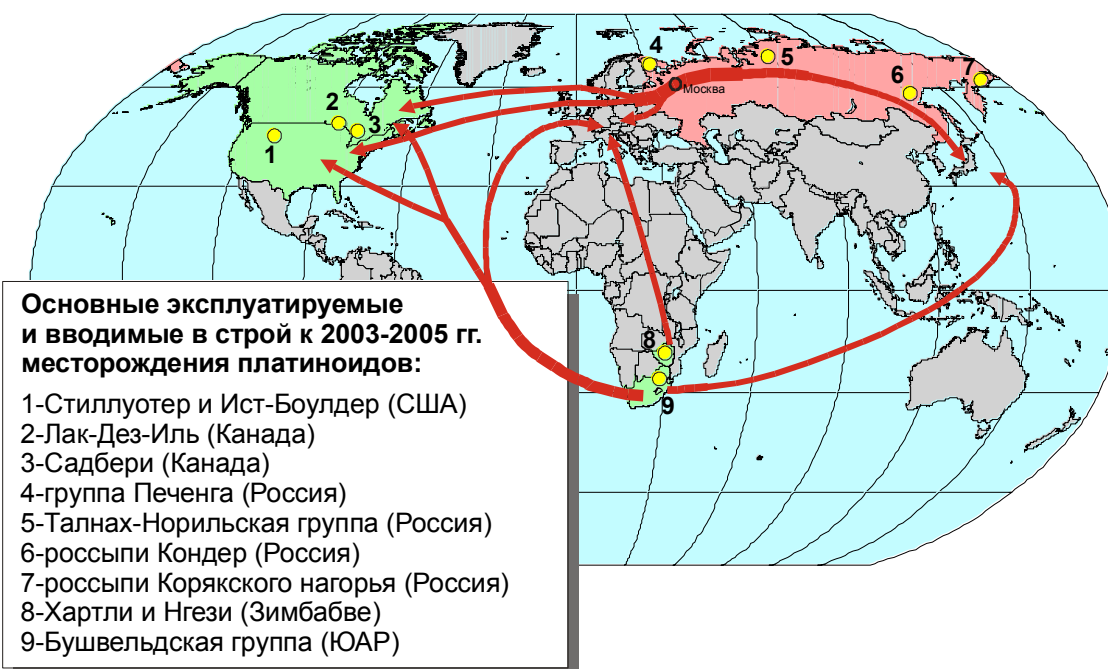 4
5
6
7
Москва
2
3
1
8
9
Основные эксплуатируемые
и вводимые в строй к 2003-2005 гг.
месторождения платиноидов:
1-Стиллуотер и Ист-Боулдер (США)
2-Лак-Дез-Иль (Канада)
3-Садбери (Канада)
4-группа Печенга (Россия)
5-Талнах-Норильская группа (Россия)
6-россыпи Кондер (Россия)
7-россыпи Корякского нагорья (Россия)
8-Хартли и Нгези (Зимбабве)
9-Бушвельдская группа (ЮАР)